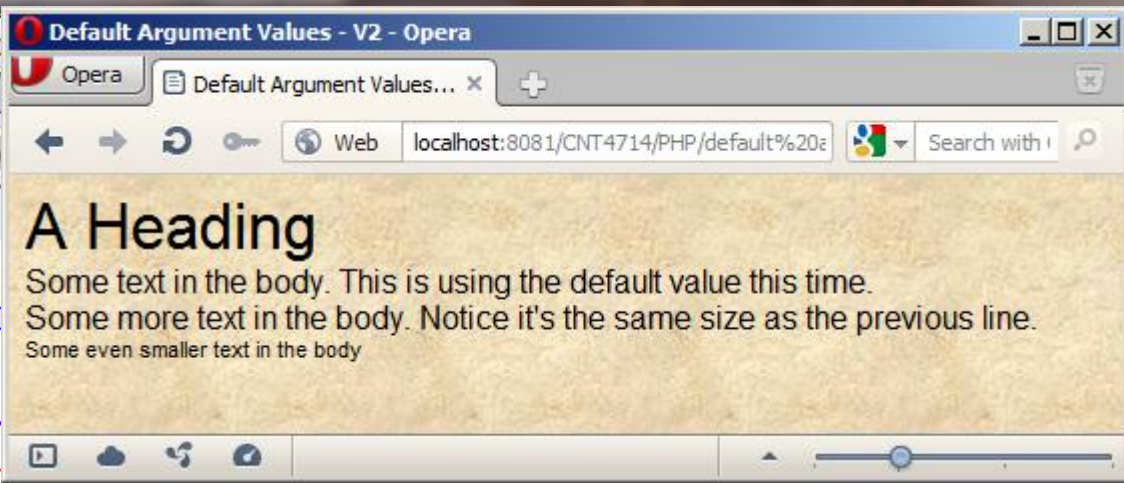 Default Argument Values - V2 - Opera
Opera
Default Argument Values...
Web
localhost:8081/CNT4714/PHP/default%20
Search with
A Heading
Some text in the body. This is using the default value this time.
Some more text in the body. Notice it's the same size as the previous line.
Some even smaller text in the body